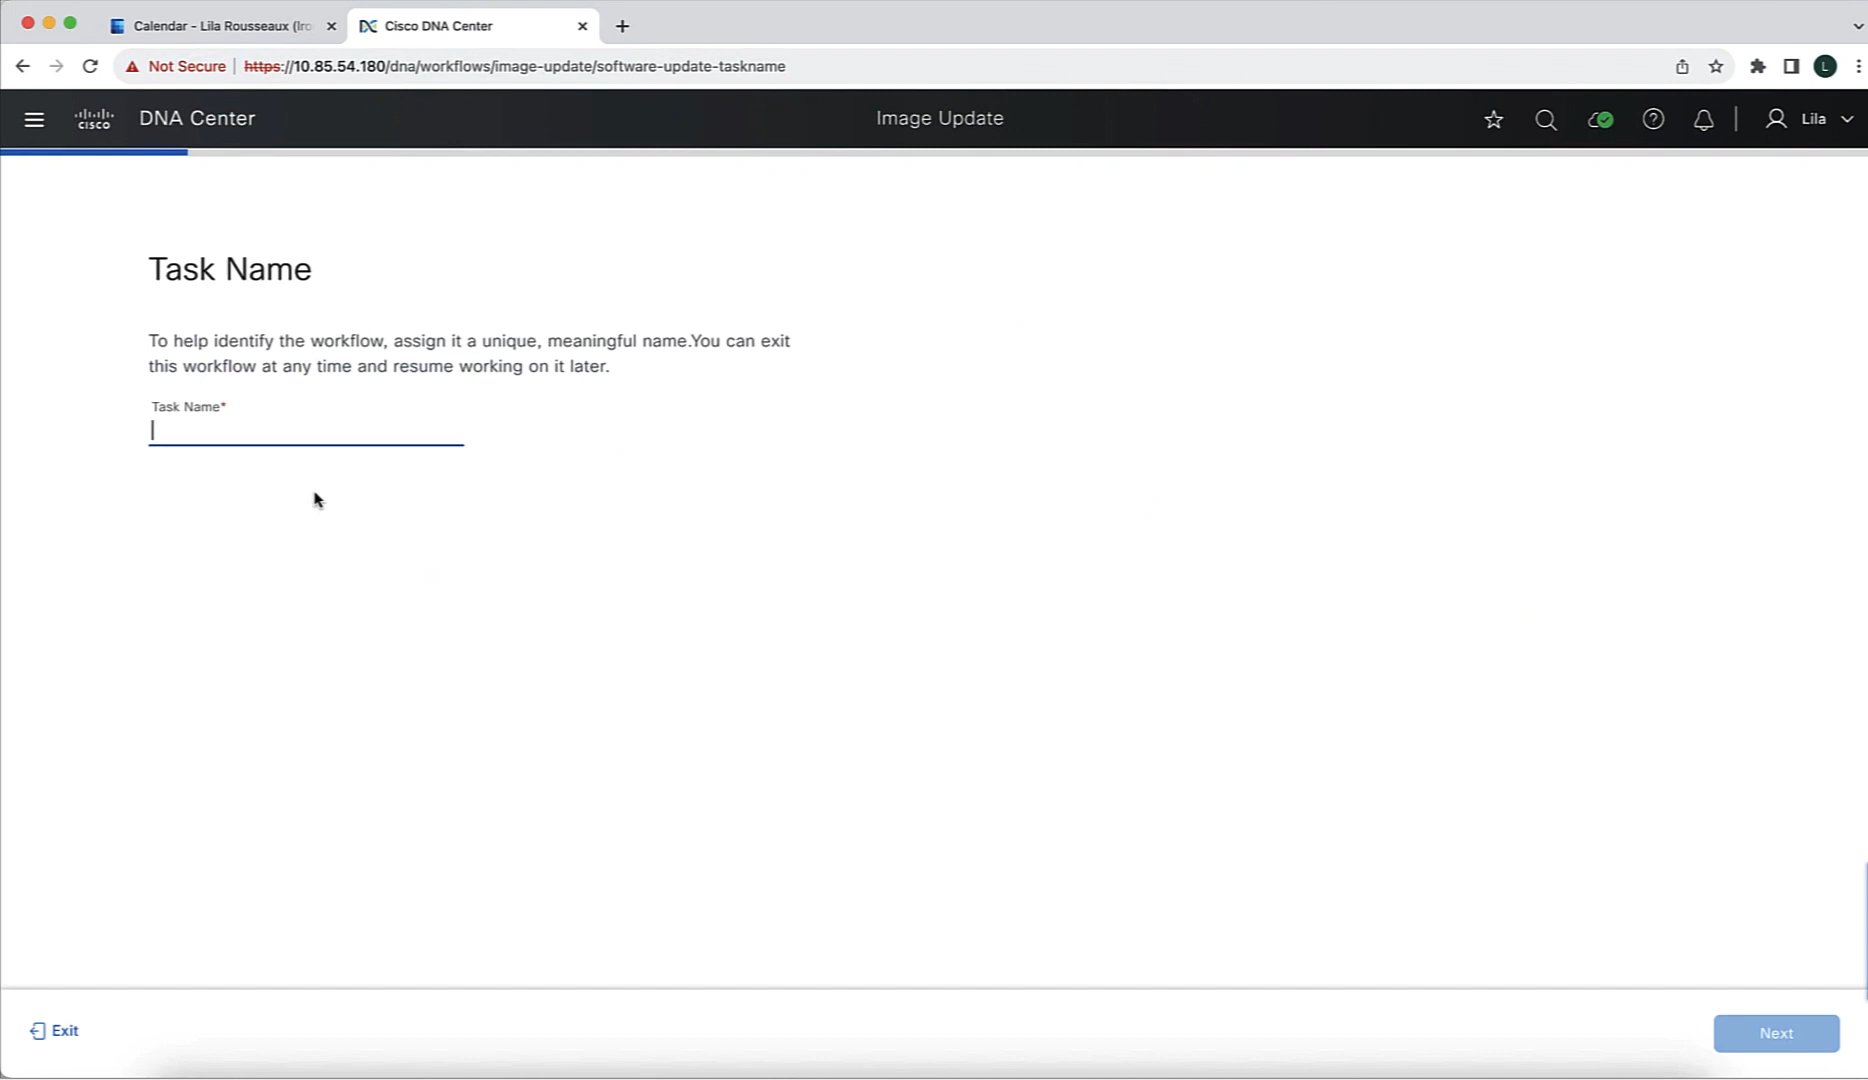 Calendar - Lila Rousseaux (Iro
Cisco DNA Center
Not Secure
https://10.85.54.180/dna/workflows/image-update/software-update-taskname
L
CISCO
DNA Center
Image Update
Lila
Task Name
To help identify the workflow, assign it a unique, meaningful name.You can exit
this workflow at any time and resume working on it later.
Task Name*
Exit
Next